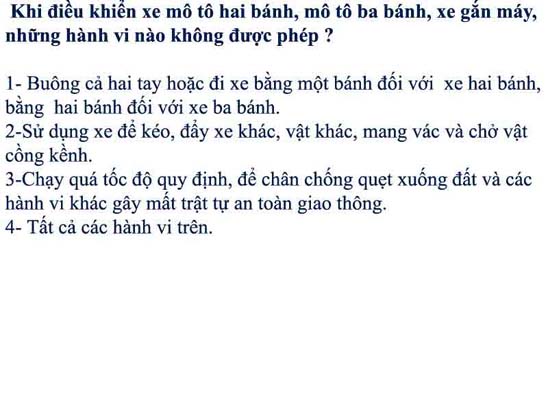 Khi điều khiển xe mô tô hai bánh, mô tô ba bánh, xe gắn máy,
những hành vi nào không được phép ?
1- Buông cả hai tay hoặc đi xe bằng một bánh đối với xe hai bánh,
bằng hai bánh đối với xe ba bánh.
2-Sử dụng xe để kéo, đẩy xe khác, vật khác, mang vác và chở vật
cồng kềnh.
3-Chạy quá tốc độ quy định, để chân chống quẹt xuống đất và các
hành vi khác gây mất trật tự an toàn giao thông.
4- Tất cả các hành vi trên.